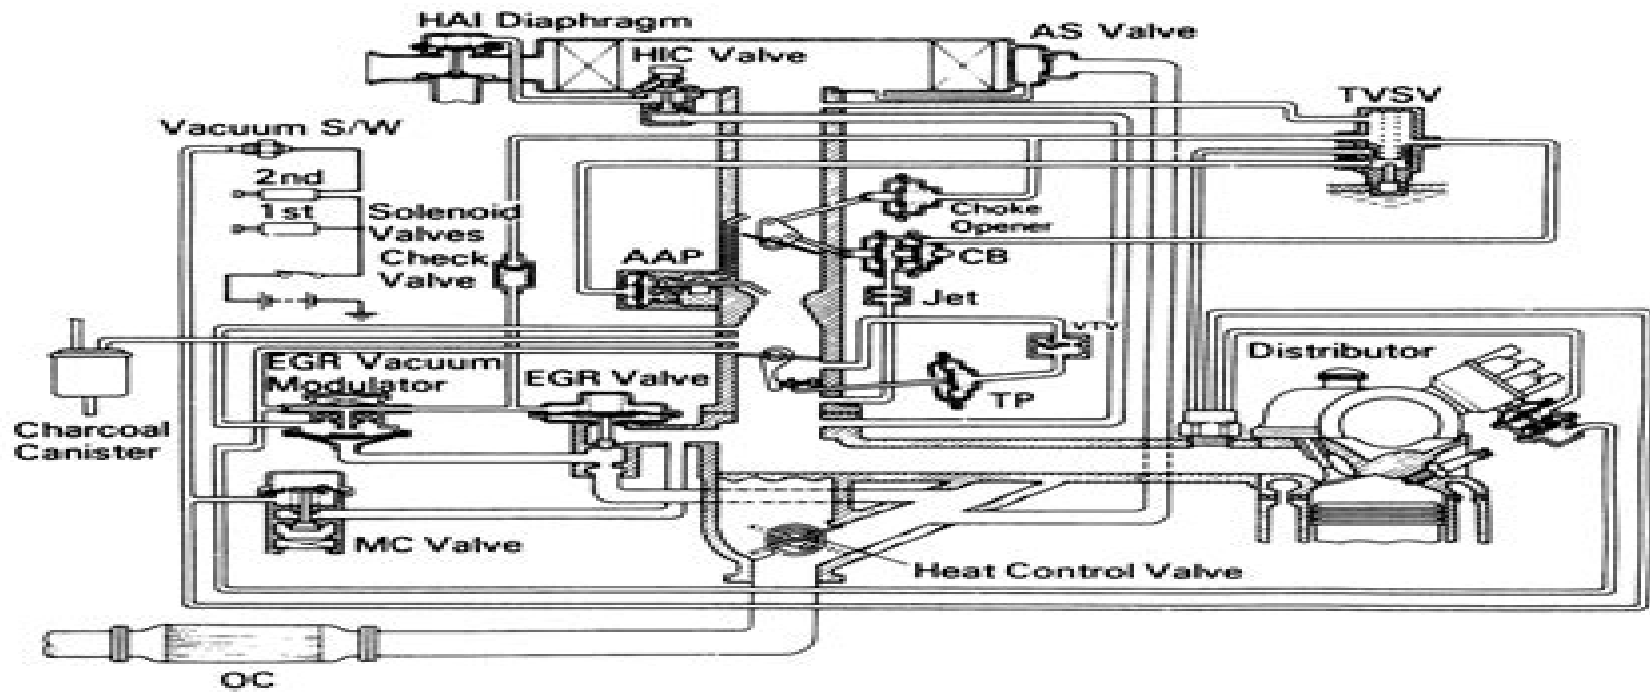 HAI Diaphragm
AS Valve
HIC Valve
TVSV
Vacuum S/W
2nd
1st
Solenoid
Valves
Choke
Opener
Check
Valve
AAP
CB
Jet
VTV
EGR Vacuum
Modulator
EGR Valve
TP
Distributor
Charcoal
Canister
MC Valve
Heat Control Valve
OC